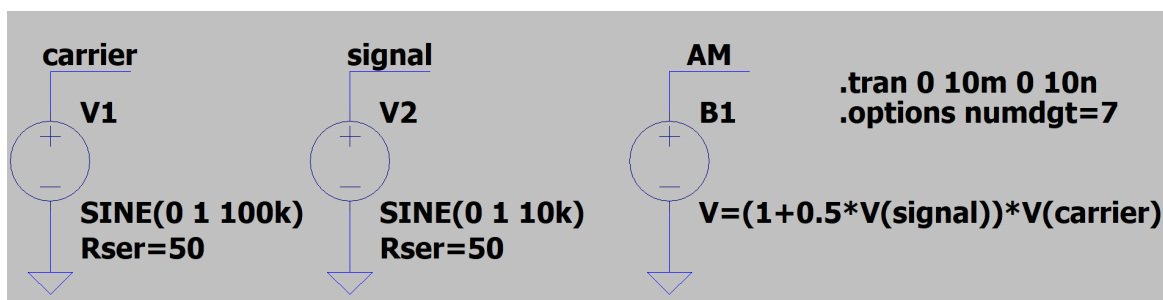 carrier
V1
SINE(0 1 100k)
Rser=50
signal
V2
SINE(0 1 10k)
Rser=50
AM
B1
V=(1+0.5*V(signal))*V(carrier)
.tran 0 10m 0 10n
.options numdgt=7